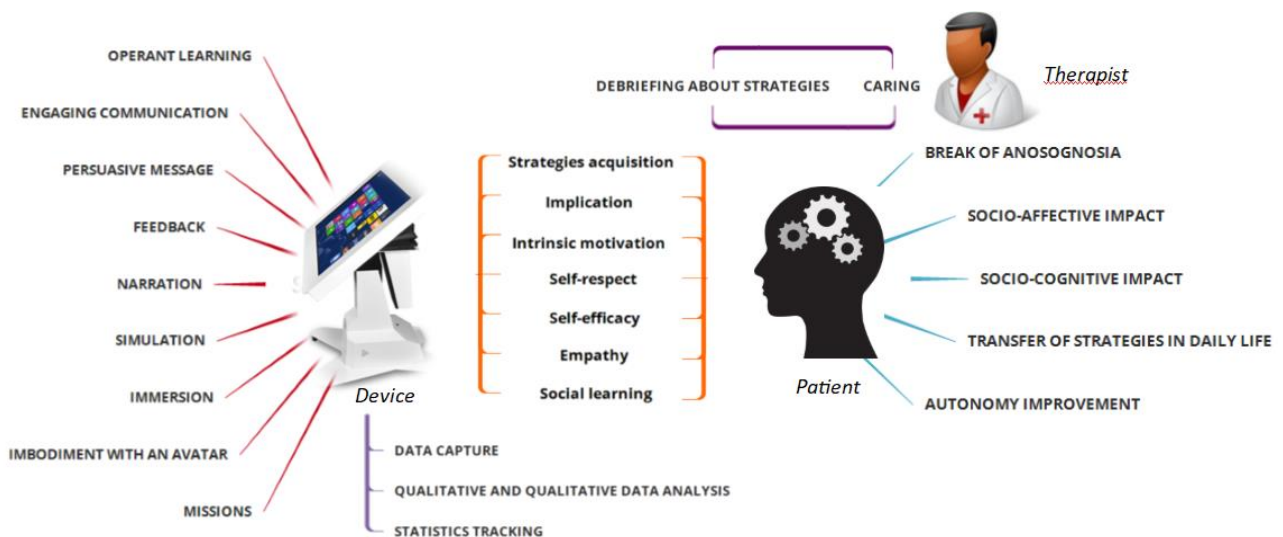 OPERANT LEARNING
ENGAGING COMMUNICATION
PERSUASIVE MESSAGE
FEEDBACK
NARRATION
SIMULATION
IMMERSION
IMBODIMENT WITH AN AVATAR
MISSIONS
Device
DATA CAPTURE
QUALITATIVE AND QUALITATIVE DATA ANALYSIS
STATISTICS TRACKING
Strategies acquisition
Implication
Intrinsic motivation
Self-respect
Self-efficacy
Empathy
Social learning
DEBRIEFING ABOUT STRATEGIES CARING
Therapist
BREAK OF ANOSOGNOSIA
SOCIO-AFFECTIVE IMPACT
SOCIO-COGNITIVE IMPACT
TRANSFER OF STRATEGIES IN DAILY LIFE
AUTONOMY IMPROVEMENT
Patient